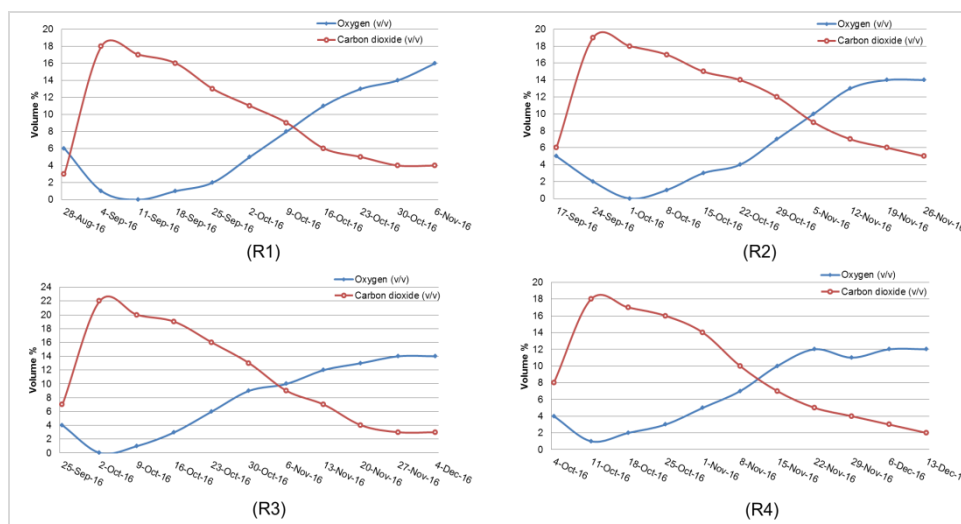 Oxygen (v/v)
Carbon dioxide (v/v)
Volume %
20
18
16
14
12
10
8
6
4
2
0
28-Aug-16
4-Sep-16
11-Sep-16
18-Sep-16
25-Sep-16
2-Oct-16
9-Oct-16
16-Oct-16
23-Oct-16
30-Oct-16
6-Nov-16
(R1)
Oxygen (v/v)
Carbon dioxide (v/v)
Volume %
20
18
16
14
12
10
8
6
4
2
0
17-Sep-16
24-Sep-16
1-Oct-16
8-Oct-16
15-Oct-16
22-Oct-16
29-Oct-16
5-Nov-16
12-Nov-16
19-Nov-16
26-Nov-16
(R2)
Oxygen (v/v)
Carbon dioxide (v/v)
Volume %
24
22
20
18
16
14
12
10
8
6
4
2
0
25-Sep-16
2-Oct-16
9-Oct-16
16-Oct-16
23-Oct-16
30-Oct-16
6-Nov-16
13-Nov-16
20-Nov-16
27-Nov-16
4-Dec-16
(R3)
Oxygen (v/v)
Carbon dioxide (v/v)
Volume %
20
18
16
14
12
10
8
6
4
2
0
4-Oct-16
11-Oct-16
18-Oct-16
25-Oct-16
1-Nov-16
8-Nov-16
15-Nov-16
22-Nov-16
29-Nov-16
6-Dec-16
13-Dec-1
(R4)